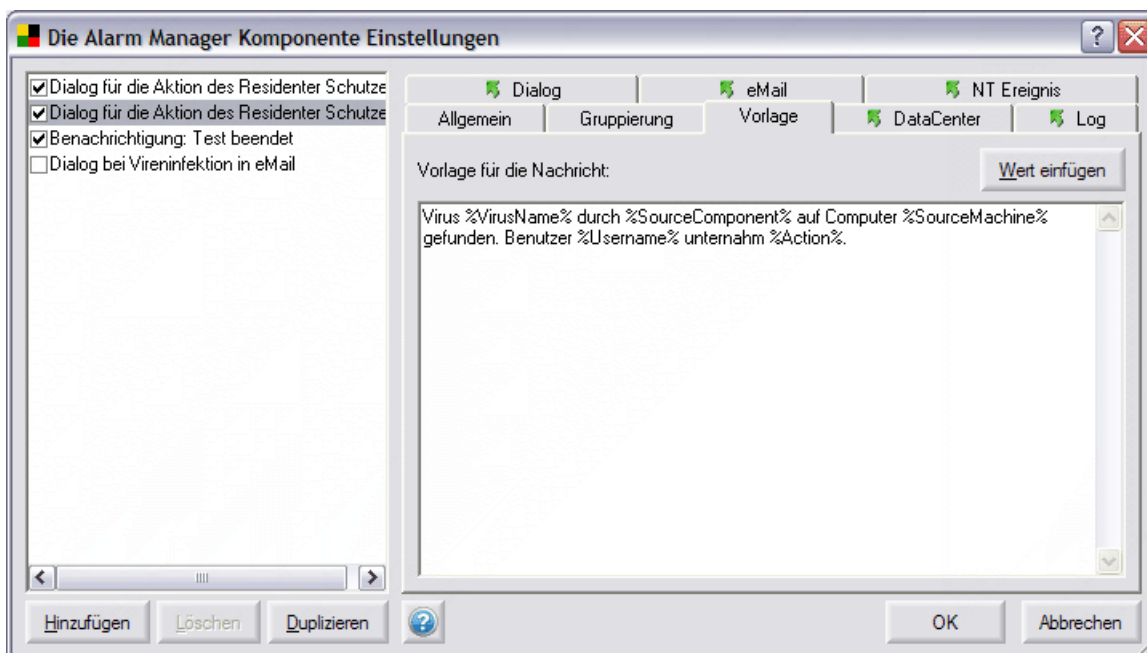 Die Alarm Manager Komponente Einstellungen
Dialog für die Aktion des Residenter Schutze
Dialog für die Aktion des Residenter Schutze
Benachrichtigung: Test beendet
Dialog bei Vireninfektion in eMail
Dialog eMail NT Ereignis
Allgemein Gruppierung Vorlage DataCenter Log
Vorlage für die Nachricht: Wert einfügen
Virus %VirusName% durch %SourceComponent% auf Computer %SourceMachine%
gefunden. Benutzer %Username% unternahm %Action%.
Hinzufügen Löschen Duplizieren OK Abbrechen